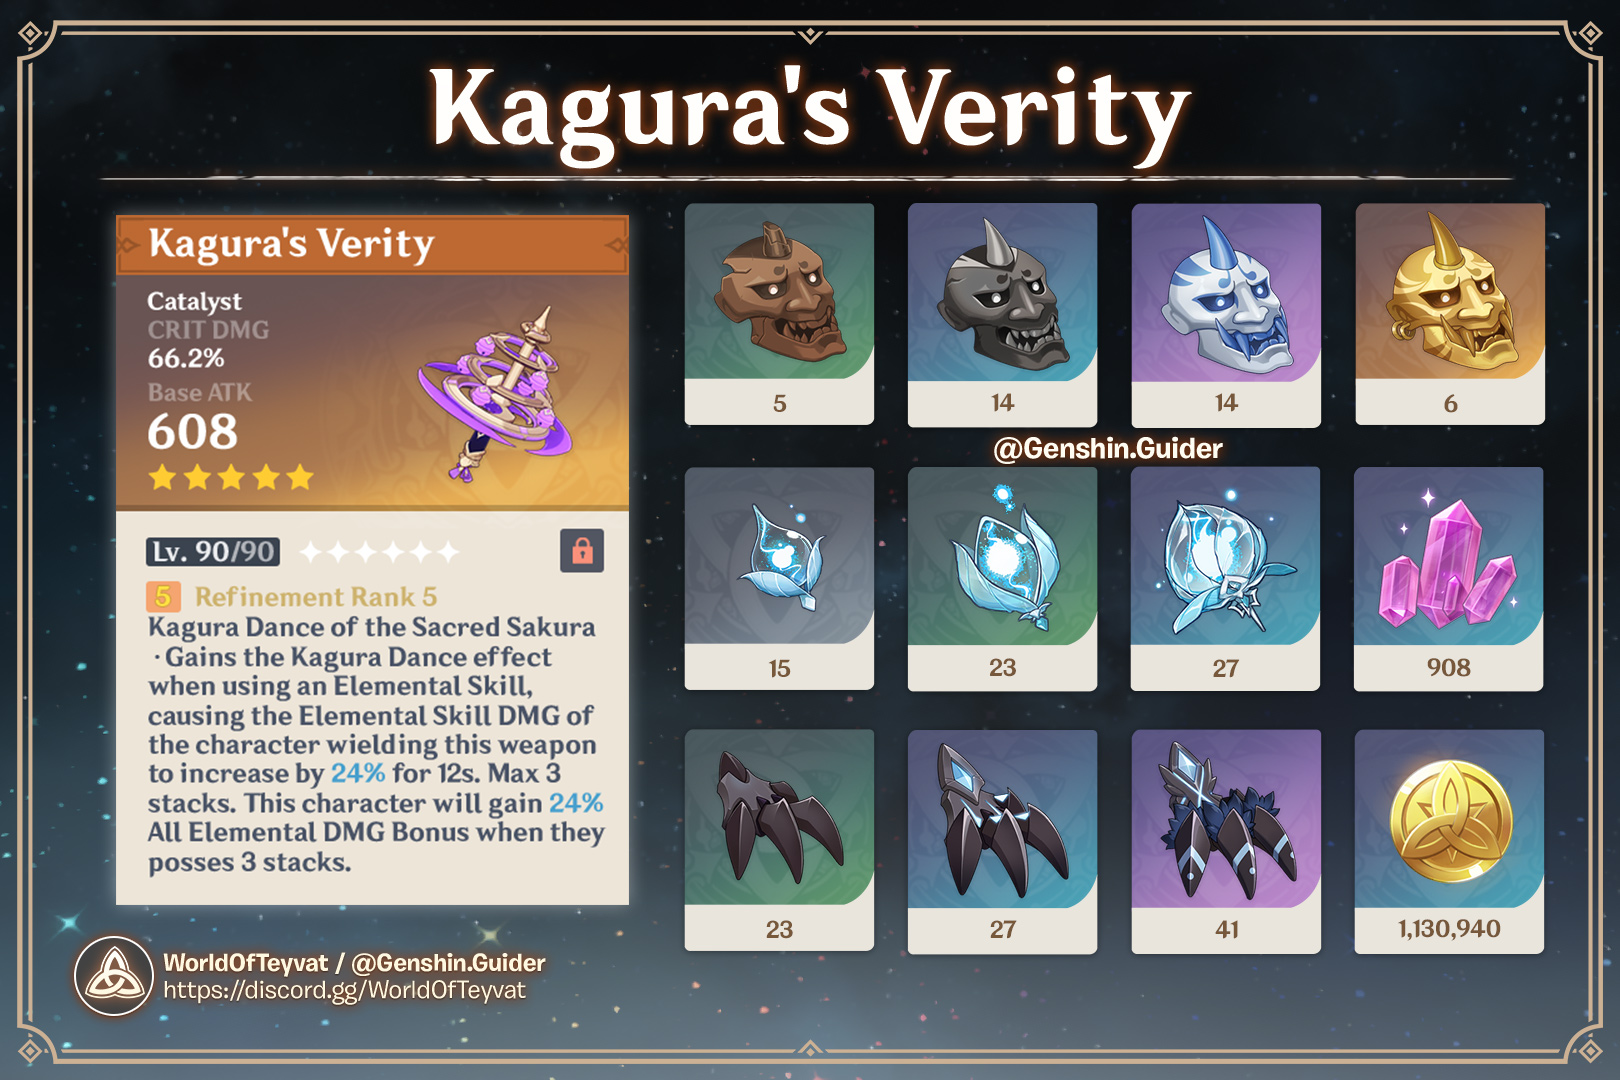 Kagura's Verity
Kagura's Verity
Catalyst
CRIT DMG
66.2%
Base ATK
608
Lv. 90/90
5 Refinement Rank 5
Kagura Dance of the Sacred Sakura
· Gains the Kagura Dance effect
when using an Elemental Skill,
causing the Elemental Skill DMG of
the character wielding this weapon
to increase by 24% for 12s. Max 3
stacks. This character will gain 24%
All Elemental DMG Bonus when they
posses 3 stacks.
5
14
14
6
@Genshin.Guider
15
23
27
908
23
27
41
1,130,940
WorldOfTeyvat / @Genshin.Guider
https://discord.gg/WorldOfTeyvat